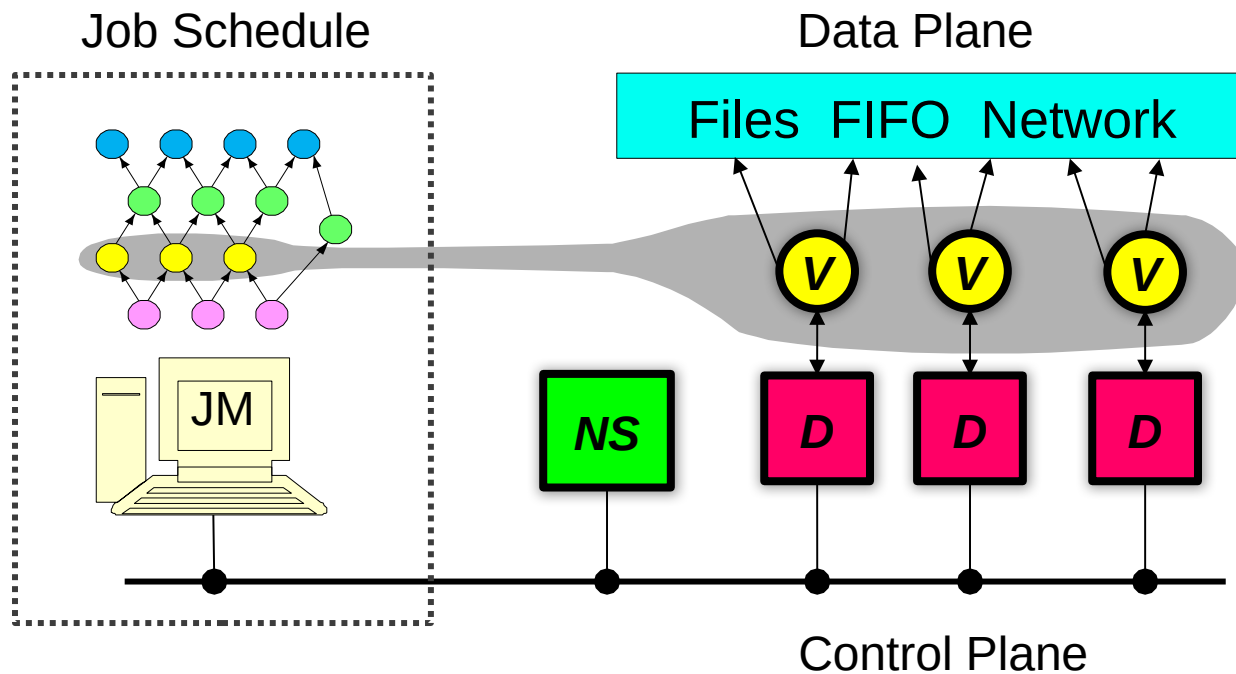 Job Schedule
Data Plane
Files FIFO Network
V V V
JM
NS D D D
Control Plane